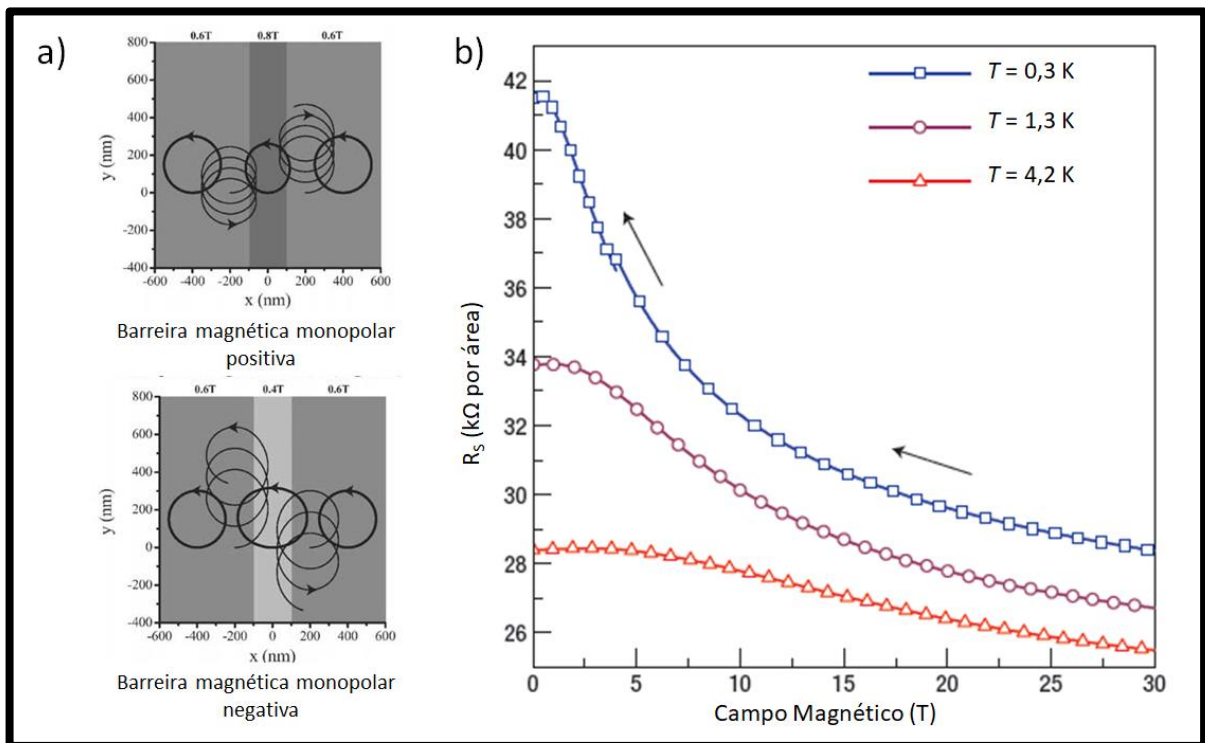 a)
0.6T 0.8T 0.6T
800
600
400
200
0
-200
-400
y (nm)
-600 -400 -200 0 200 400 600
x (nm)
Barreira magnética monopolar
positiva
0.6T 0.4T 0.6T
800
600
400
200
0
-200
-400
y (nm)
-600 -400 -200 0 200 400 600
x (nm)
Barreira magnética monopolar
negativa
b)
T = 0,3 K
T = 1,3 K
T = 4,2 K
42
40
38
36
34
32
30
28
26
R_S (kΩ por área)
0 5 10 15 20 25 30
Campo Magnético (T)